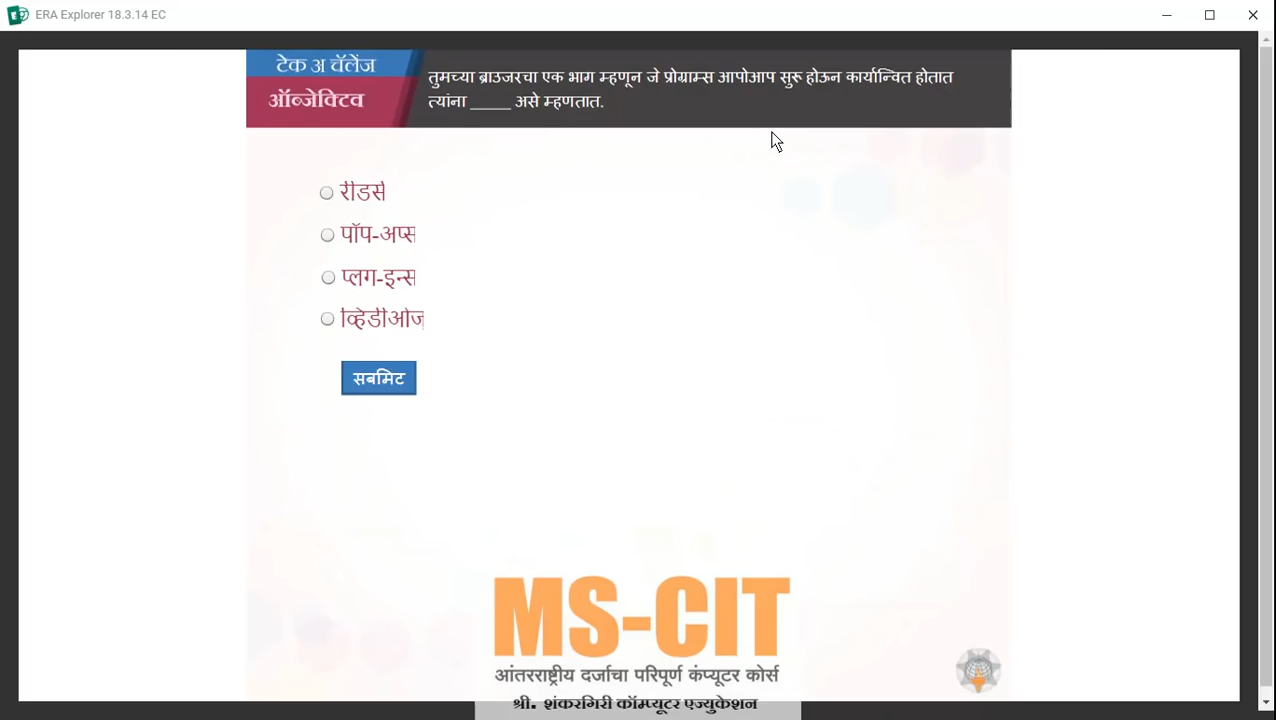 ERA Explorer 18.3.14 EC
टेक अ चॅलेंज
ऑब्जेक्टिव
तुमच्या ब्राउजरचा एक भाग म्हणून जे प्रोग्राम्स आपोआप सुरू होऊन कार्यान्वित होतात
त्यांना _____ असे म्हणतात.
रीडर्स
पॉप-अप्स
प्लग-इन्स
व्हिडीओज
सबमिट
MS-CIT
आंतरराष्ट्रीय दर्जाचा परिपूर्ण कंप्यूटर कोर्स
श्री. शंकरगिरी कॉम्प्यूटर एज्युकेशन